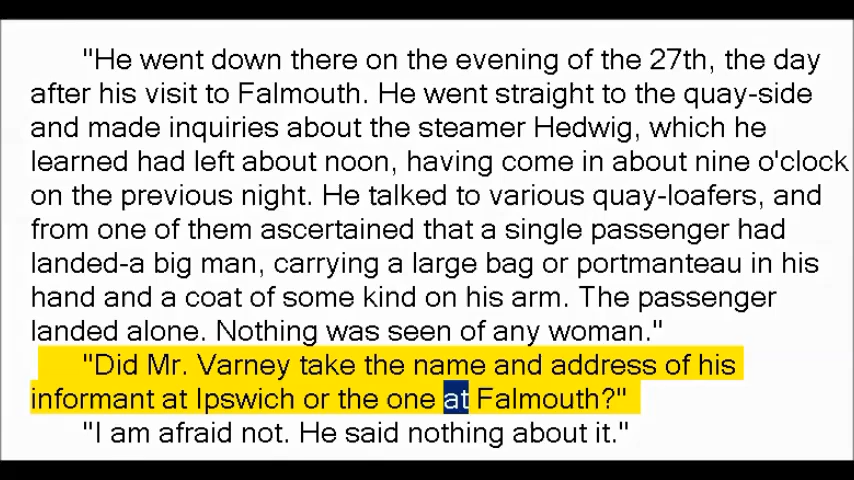 "He went down there on the evening of the 27th, the day
after his visit to Falmouth. He went straight to the quay-side
and made inquiries about the steamer Hedwig, which he
learned had left about noon, having come in about nine o'clock
on the previous night. He talked to various quay-loafers, and
from one of them ascertained that a single passenger had
landed-a big man, carrying a large bag or portmanteau in his
hand and a coat of some kind on his arm. The passenger
landed alone. Nothing was seen of any woman."
"Did Mr. Varney take the name and address of his
informant at Ipswich or the one at Falmouth?"
"I am afraid not. He said nothing about it."